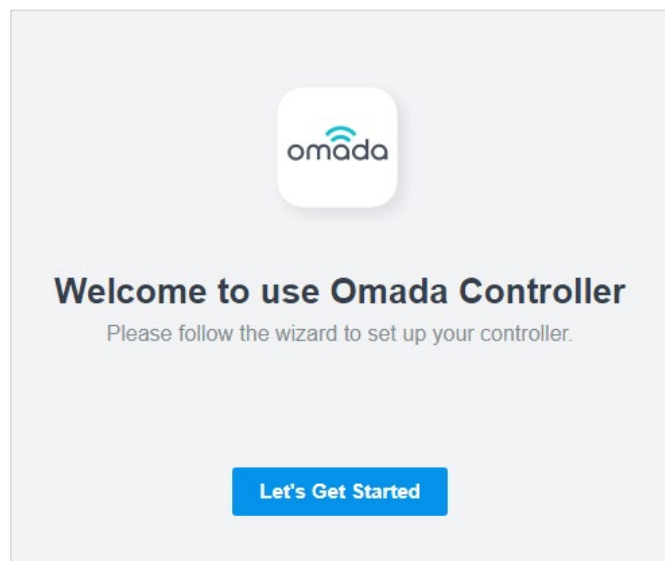 omada
Welcome to use Omada Controller
Please follow the wizard to set up your controller.
Let's Get Started